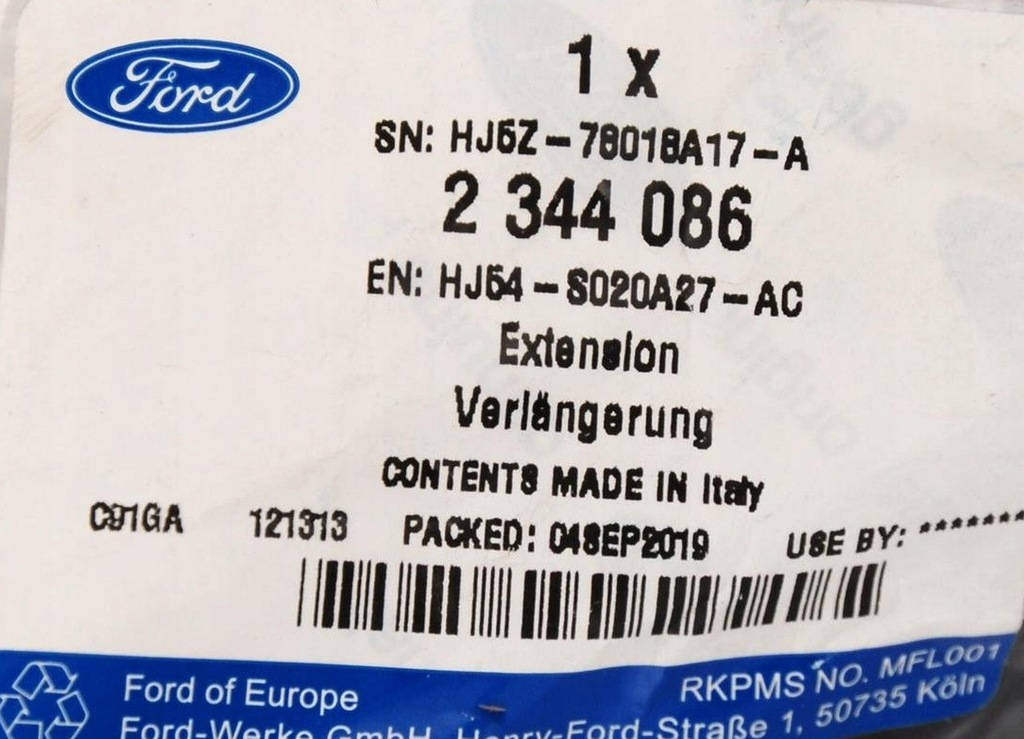 Ford
1 x
SN: HJ5Z-78018A17-A
2 344 086
EN: HJ54-S020A27-AC
Extension
Verlängerung
CONTENTS MADE IN Italy
C91GA 121313 PACKED: 04SEP2019 USE BY: *******
Ford of Europe RKPMS NO. MFL001
Ford-Werke GmbH, Henry-Ford-Straße 1, 50735 Köln